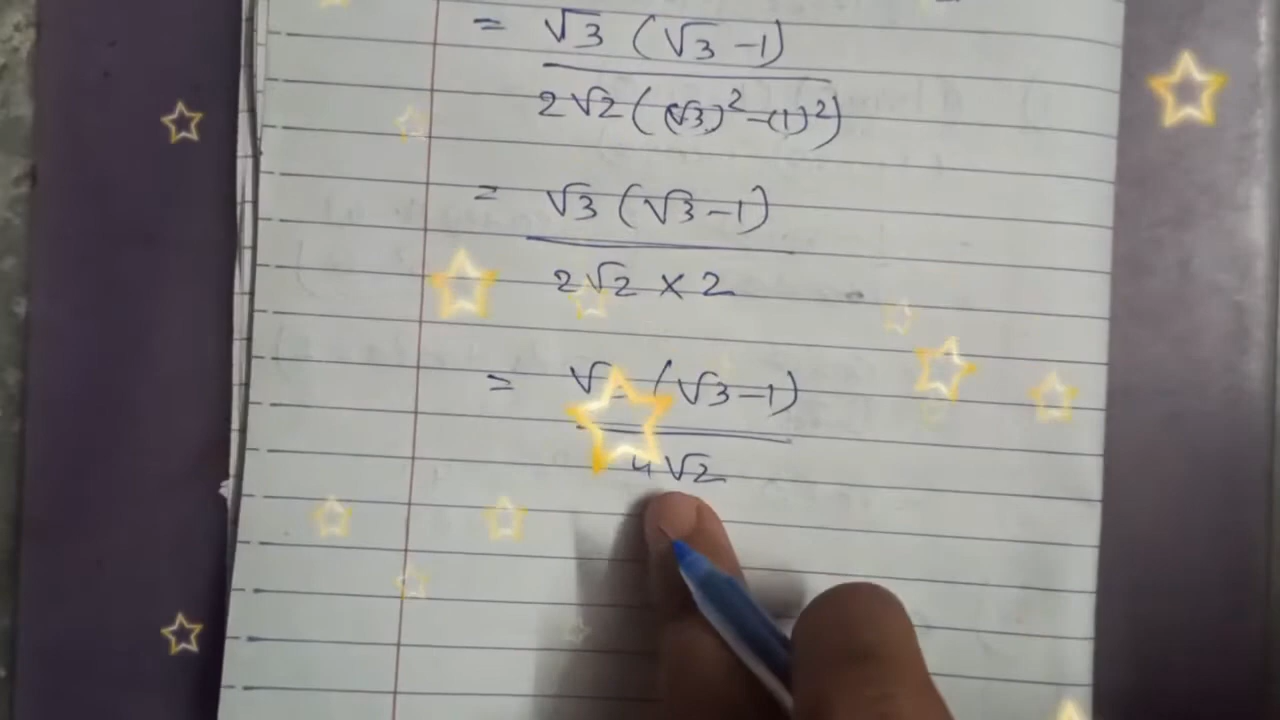 = √3 (√3 -1)
2√2 ( (√3)² - (1)² )
= √3 (√3-1)
2√2 × 2
= √ (√3-1)
4√2